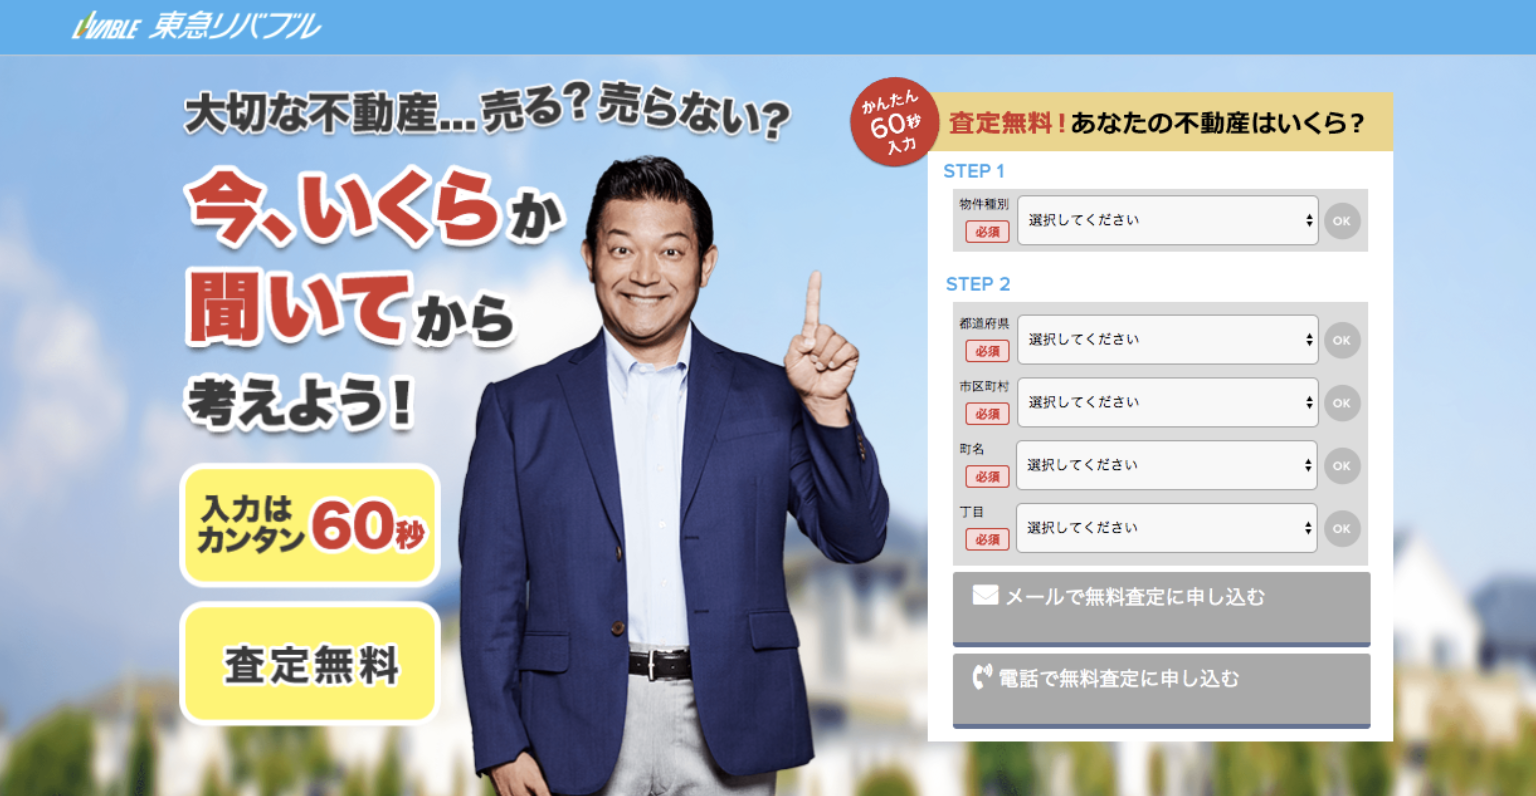 LIVABLE 東急リバブル
大切な不動産...売る?売らない?
今、いくらか
聞いてから
考えよう!
入力は
カンタン60秒
査定無料
かんたん
60秒
入力
査定無料!あなたの不動産はいくら?
STEP 1
物件種別
必須
選択してください
OK
STEP 2
都道府県
必須
選択してください
OK
市区町村
必須
選択してください
OK
町名
必須
選択してください
OK
丁目
必須
選択してください
OK
メールで無料査定に申し込む
電話で無料査定に申し込む